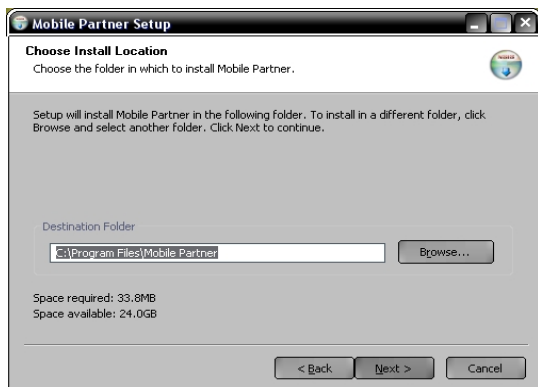 Mobile Partner Setup
Choose Install Location
Choose the folder in which to install Mobile Partner.
Setup will install Mobile Partner in the following folder. To install in a different folder, click
Browse and select another folder. Click Next to continue.
Destination Folder
C:\Program Files\Mobile Partner
Browse...
Space required: 33.8MB
Space available: 24.0GB
< Back
Next >
Cancel